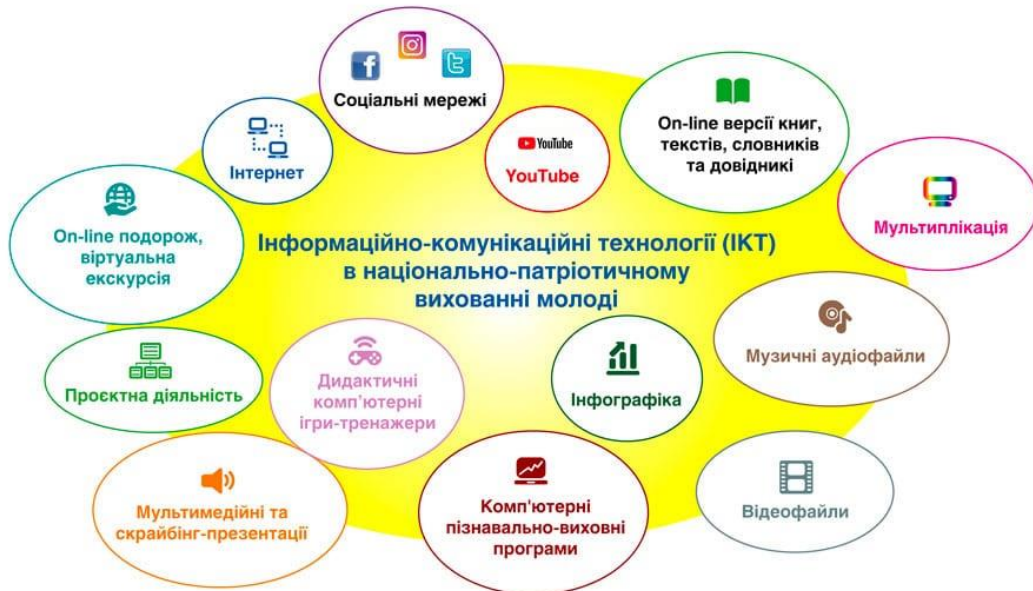 Соціальні мережі
Інтернет
YouTube
YouTube
On-line версії книг,
текстів, словників
та довідникі
Мультиплікація
On-line подорож,
віртуальна
екскурсія
Інформаційно-комунікаційні технології (ІКТ)
в національно-патріотичному
вихованні молоді
Музичні аудіофайли
Проєктна діяльність
Дидактичні
комп'ютерні
ігри-тренажери
Інфографіка
Мультимедійні та
скрайбінг-презентації
Комп'ютерні
пізнавально-виховні
програми
Відеофайли